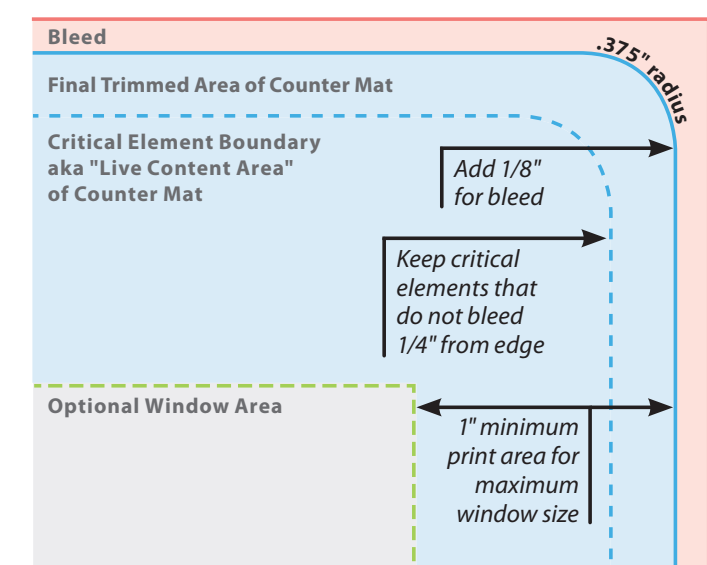 Bleed
.375" radius
Final Trimmed Area of Counter Mat
Critical Element Boundary
aka "Live Content Area"
of Counter Mat
Add 1/8"
for bleed
Keep critical
elements that
do not bleed
1/4" from edge
Optional Window Area
1" minimum
print area for
maximum
window size